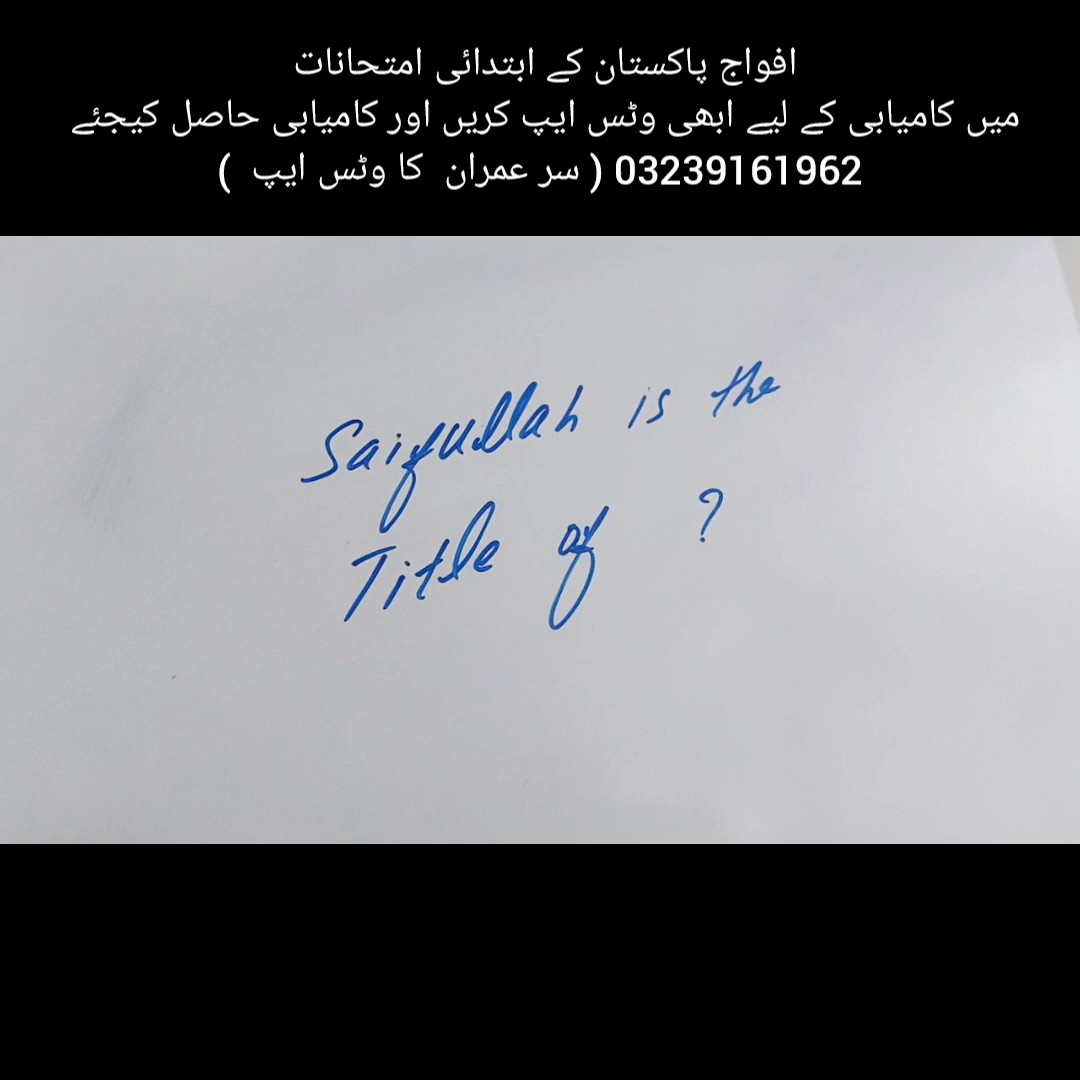 افواج پاکستان کے ابتدائی امتحانات
میں کامیابی کے لیے ابھی وٹس ایپ کریں اور کامیابی حاصل کیجئے
03239161962 ( سر عمران کا وٹس ایپ )
Saifullah is the
Title of ?